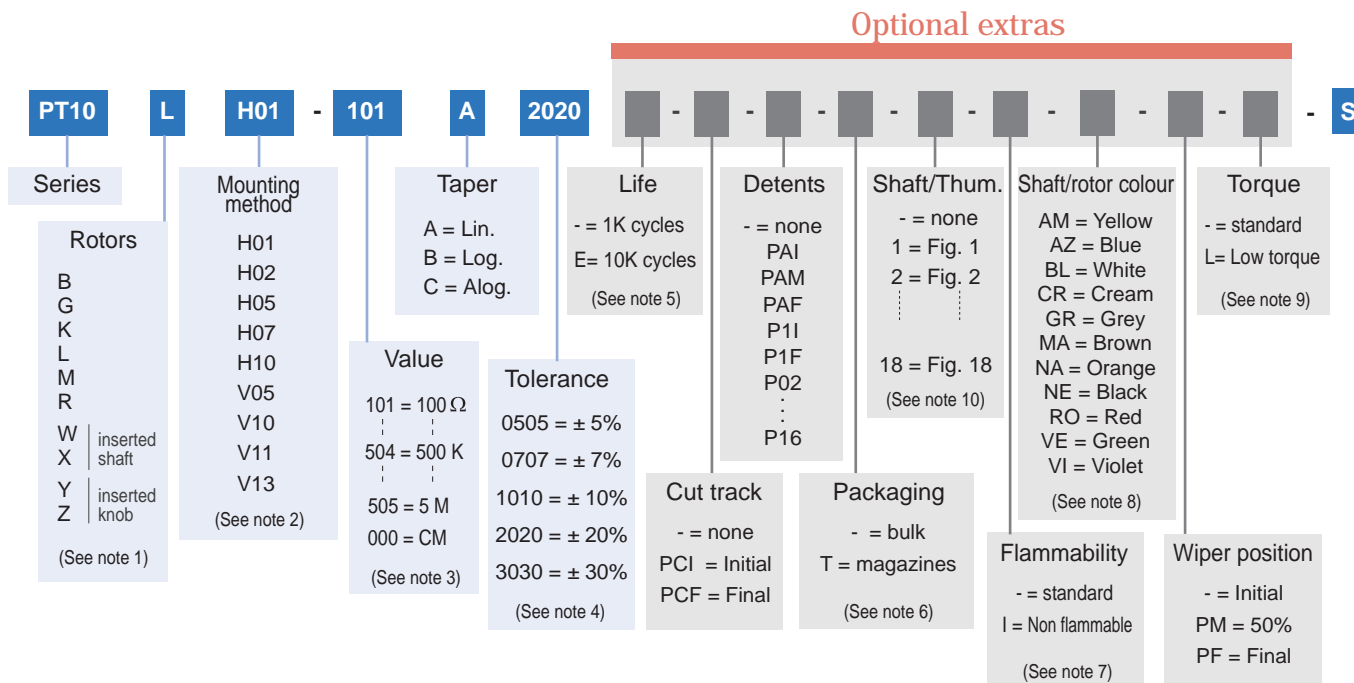 Optional extras
PT10 L H01 - 101 A 2020 - - - - - - - - - S
Series
Rotors
B
G
K
L
M
R
W
X
inserted
shaft
Y
Z
inserted
knob
(See note 1)
Mounting
method
H01
H02
H05
H07
H10
V05
V10
V11
V13
(See note 2)
Value
101 = 100 Ω
504 = 500 K
505 = 5 M
000 = CM
(See note 3)
Taper
A = Lin.
B = Log.
C = Alog.
Tolerance
0505 = ± 5%
0707 = ± 7%
1010 = ± 10%
2020 = ± 20%
3030 = ± 30%
(See note 4)
Life
- = 1K cycles
E= 10K cycles
(See note 5)
Cut track
- = none
PCI = Initial
PCF = Final
Detents
- = none
PAI
PAM
PAF
P1I
P1F
P02
:
:
P16
Packaging
- = bulk
T = magazines
(See note 6)
Shaft/Thum.
- = none
1 = Fig. 1
2 = Fig. 2
18 = Fig. 18
(See note 10)
Flammability
- = standard
I = Non flammable
(See note 7)
Shaft/rotor colour
AM = Yellow
AZ = Blue
BL = White
CR = Cream
GR = Grey
MA = Brown
NA = Orange
NE = Black
RO = Red
VE = Green
VI = Violet
(See note 8)
Wiper position
- = Initial
PM = 50%
PF = Final
Torque
- = standard
L= Low torque
(See note 9)